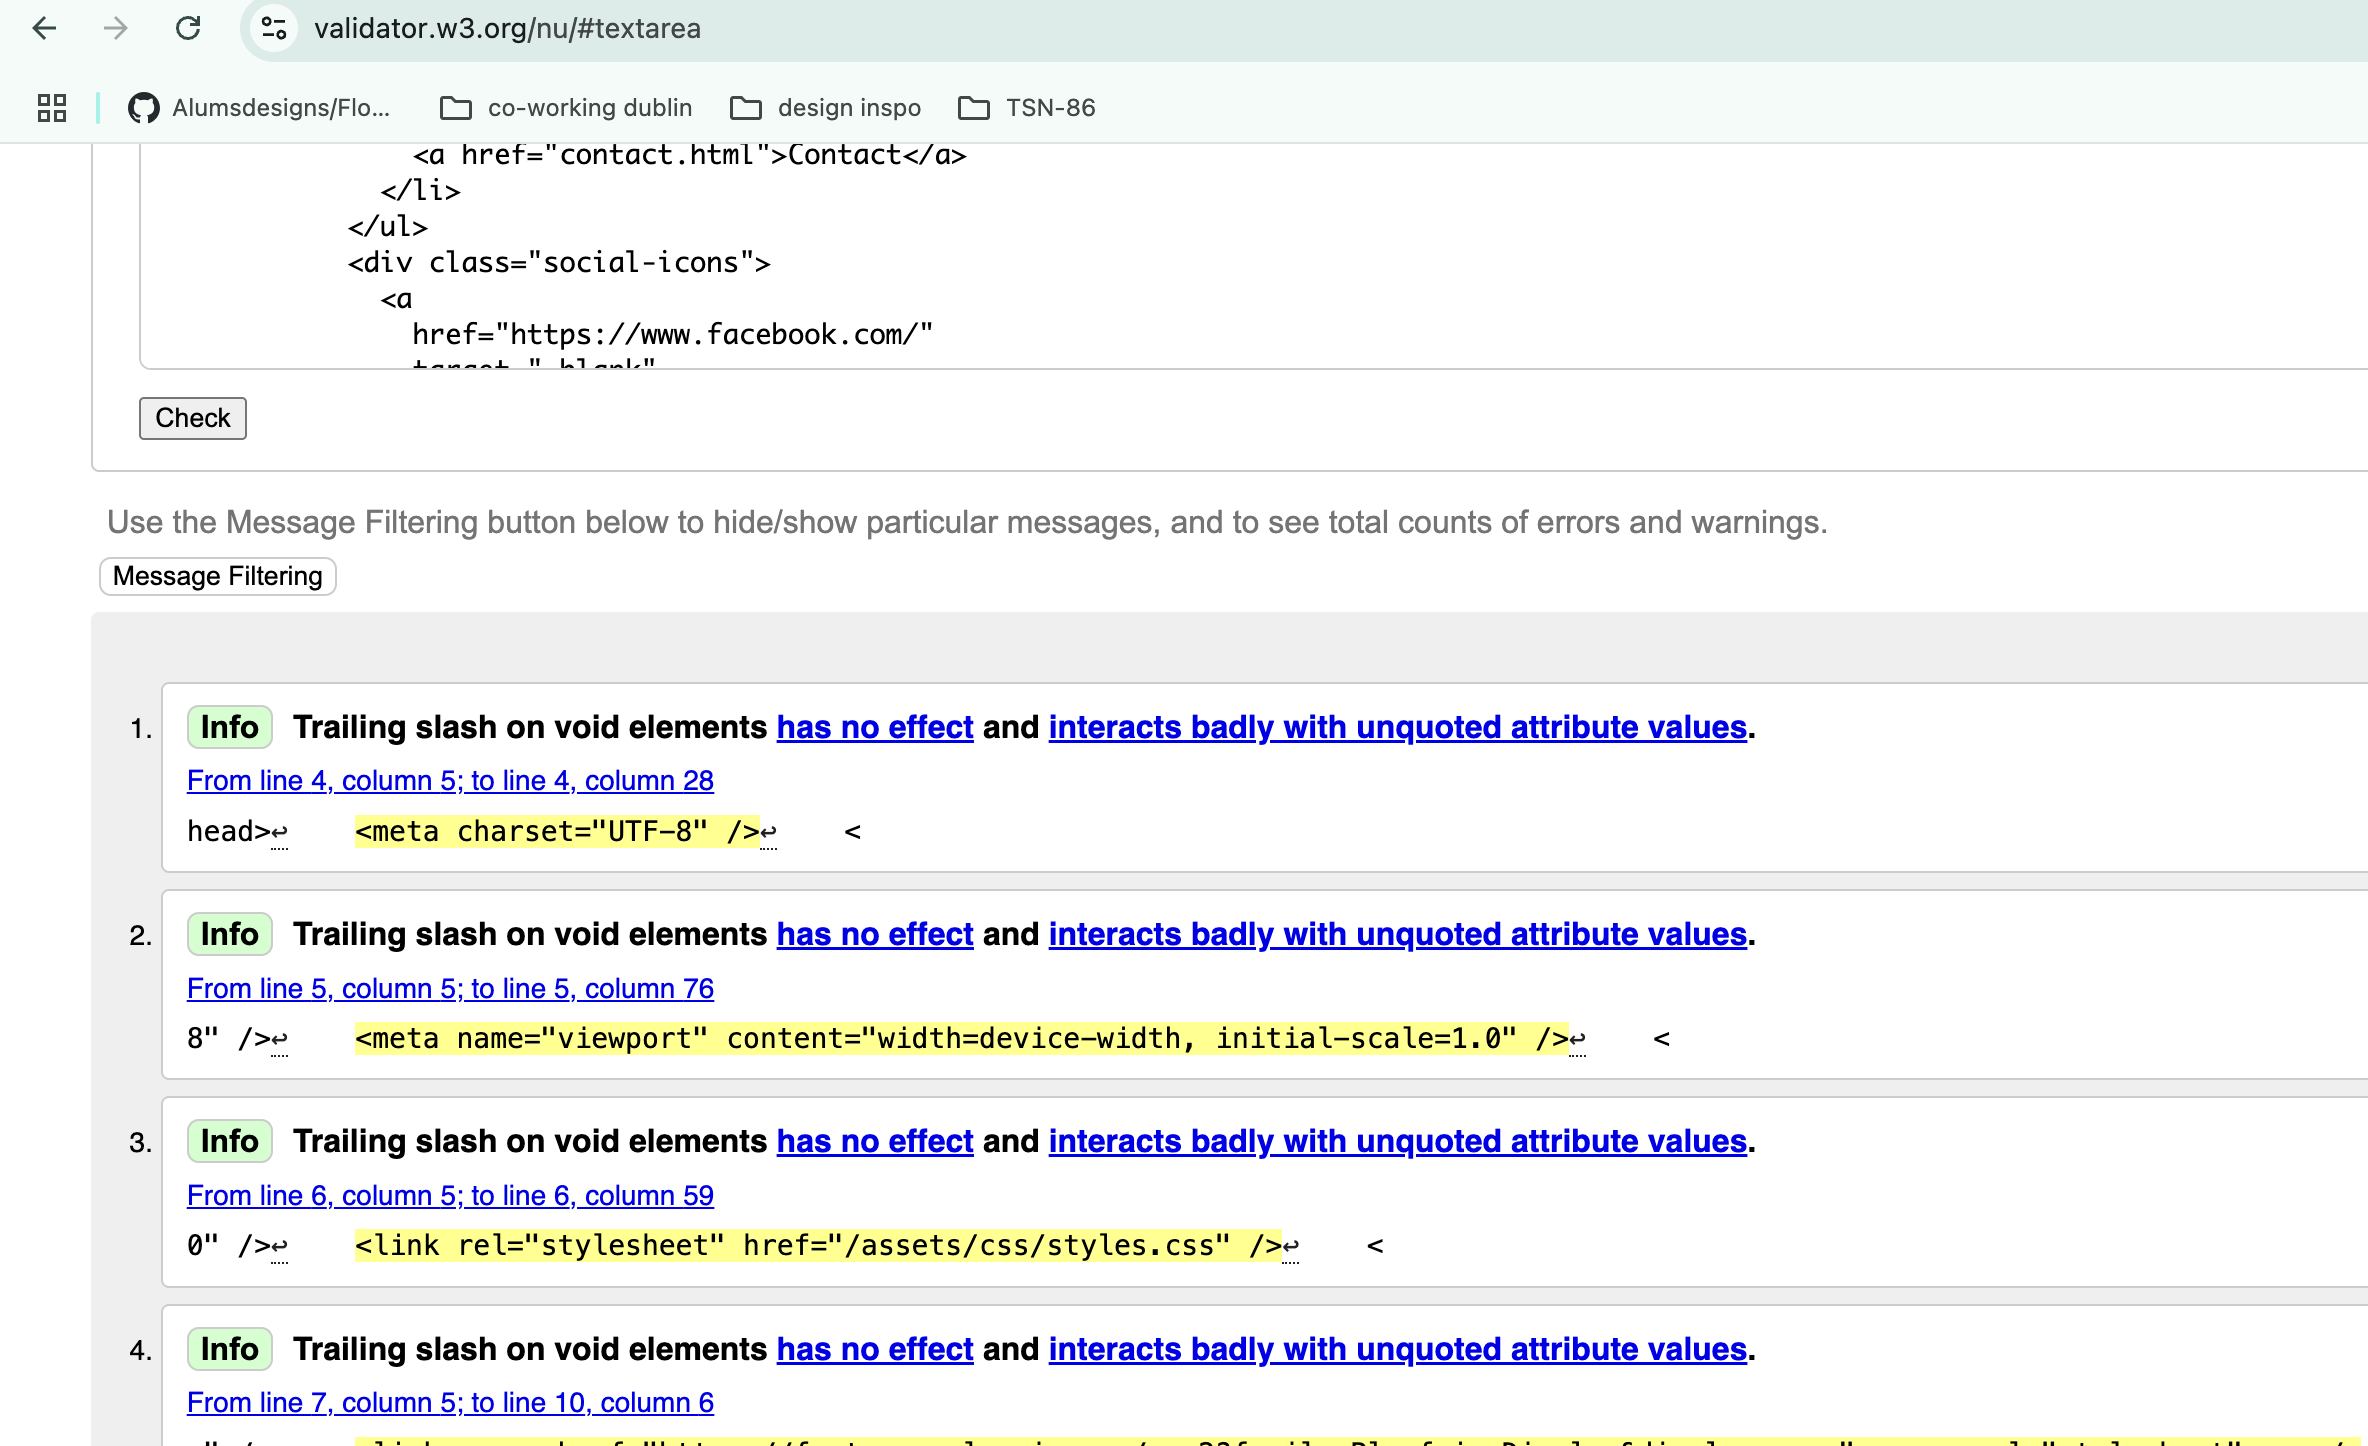 validator.w3.org/nu/#textarea
Alumsdesigns/Flo... co-working dublin design inspo TSN-86
<a href="contact.html">Contact</a>
</li>
</ul>
<div class="social-icons">
<a
href="https://www.facebook.com/"
target="_blank"
Check
Use the Message Filtering button below to hide/show particular messages, and to see total counts of errors and warnings.
Message Filtering
1. Info Trailing slash on void elements has no effect and interacts badly with unquoted attribute values.
From line 4, column 5; to line 4, column 28
head>↩ <meta charset="UTF-8" />↩ <
2. Info Trailing slash on void elements has no effect and interacts badly with unquoted attribute values.
From line 5, column 5; to line 5, column 76
8" />↩ <meta name="viewport" content="width=device-width, initial-scale=1.0" />↩ <
3. Info Trailing slash on void elements has no effect and interacts badly with unquoted attribute values.
From line 6, column 5; to line 6, column 59
0" />↩ <link rel="stylesheet" href="/assets/css/styles.css" />↩ <
4. Info Trailing slash on void elements has no effect and interacts badly with unquoted attribute values.
From line 7, column 5; to line 10, column 6